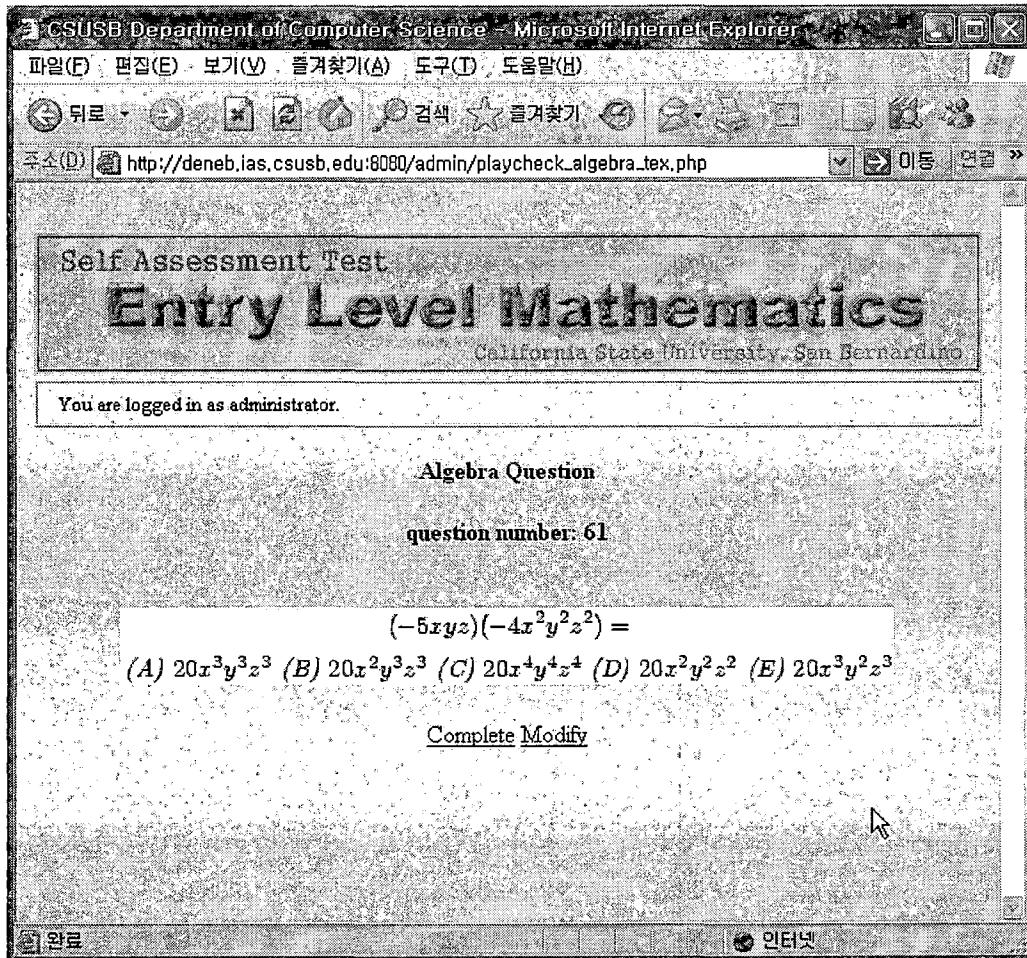 CSUSB Department of Computer Science - Microsoft Internet Explorer
파일(F) 편집(E) 보기(V) 즐겨찾기(A) 도구(T) 도움말(H)
뒤로 검색 즐겨찾기
주소(D) http://deneb.ias.csusb.edu:8080/admin/playcheck_algebra_tex.php 이동 연결 »
Self Assessment Test
Entry Level Mathematics
California State University, San Bernardino
You are logged in as administrator.
Algebra Question
question number: 61
(−5xyz)(−4x²y²z²) =
(A) 20x³y³z³ (B) 20x²y³z³ (C) 20x⁴y⁴z⁴ (D) 20x²y²z² (E) 20x³y²z³
Complete Modify
완료 인터넷